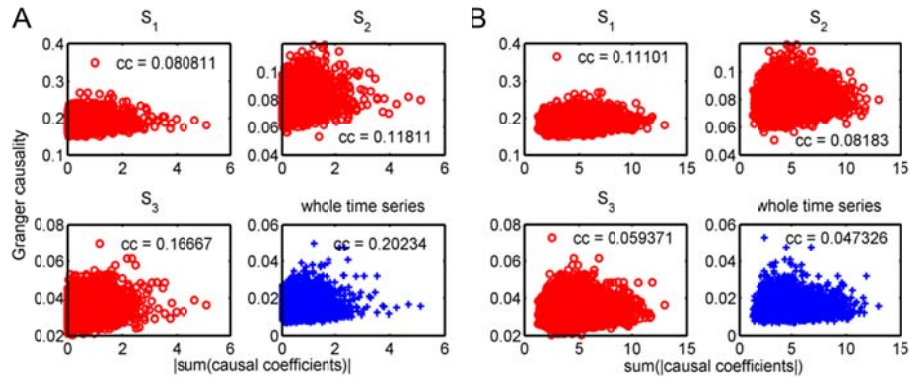 A
S1
0.4
0.3
0.2
0.1
cc = 0.080811
0 2 4 6
S2
0.1
0.08
0.06
0.04
cc = 0.11811
0 2 4 6
Granger causality
S3
0.08
0.06
0.04
0.02
cc = 0.16667
0 2 4 6
whole time series
0.06
0.04
0.02
0
cc = 0.20234
0 2 4 6
|sum(causal coefficients)|
B
S1
0.4
0.3
0.2
0.1
cc = 0.11101
0 5 10 15
S2
0.1
0.08
0.06
0.04
cc = 0.08183
0 5 10 15
S3
0.08
0.06
0.04
0.02
cc = 0.059371
0 5 10 15
whole time series
0.06
0.04
0.02
0
cc = 0.047326
0 5 10 15
sum(|causal coefficients|)